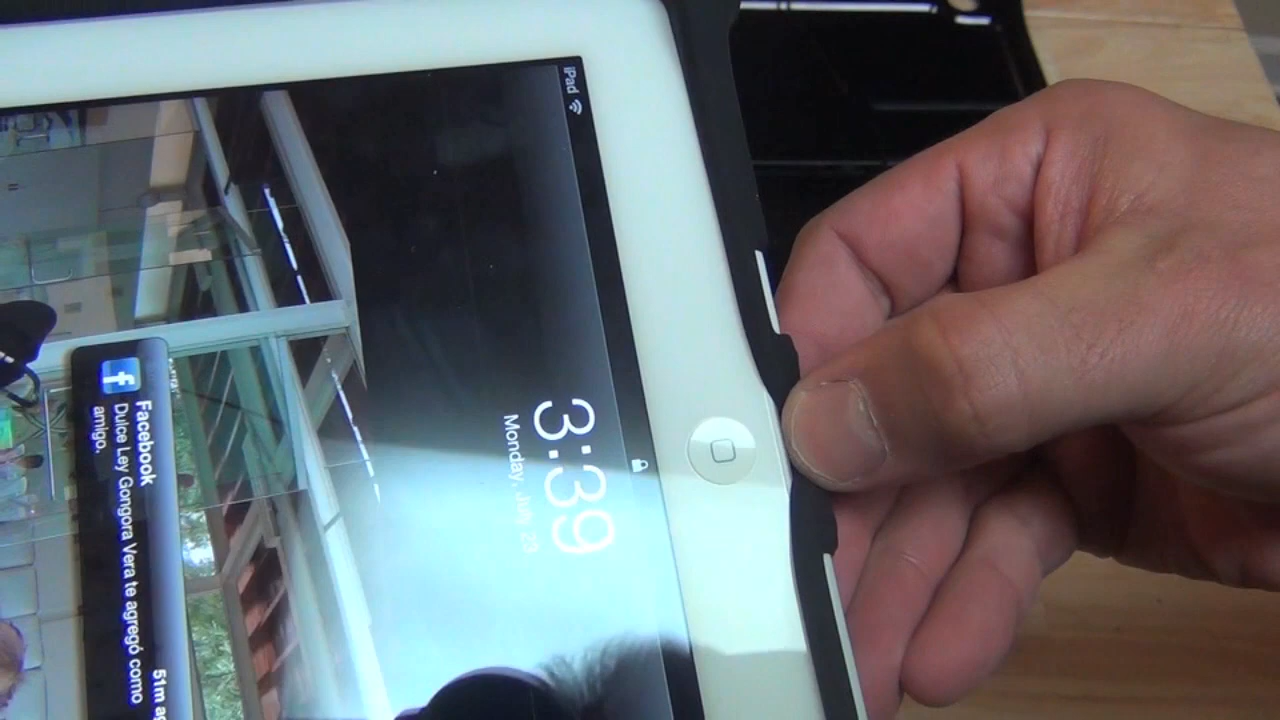 iPad
3:39
Monday, July 23
Facebook
51m
Dulce Ley Gongora Vera te agregó como
amigo.